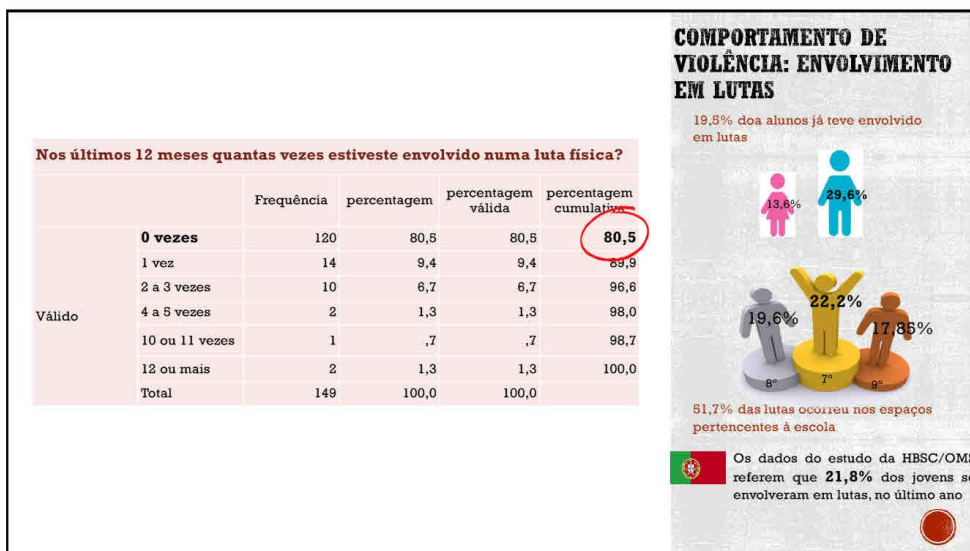 COMPORTAMENTO DE
VIOLÊNCIA: ENVOLVIMENTO
EM LUTAS
19,5% doa alunos já teve envolvido
em lutas
Nos últimos 12 meses quantas vezes estiveste envolvido numa luta física?
Frequência percentagem percentagem válida percentagem cumulativa
Válido
0 vezes 120 80,5 80,5 80,5
1 vez 14 9,4 9,4 89,9
2 a 3 vezes 10 6,7 6,7 96,6
4 a 5 vezes 2 1,3 1,3 98,0
10 ou 11 vezes 1 ,7 ,7 98,7
12 ou mais 2 1,3 1,3 100,0
Total 149 100,0 100,0
13,6% 29,6%
19,6% 22,2% 17,85%
8º 7º 9º
51,7% das lutas ocorreu nos espaços
pertencentes à escola
Os dados do estudo da HBSC/OMS
referem que 21,8% dos jovens se
envolveram em lutas, no último ano